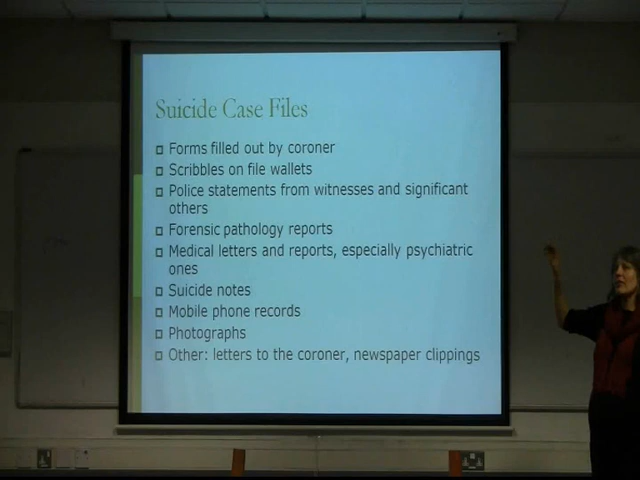 Suicide Case Files
Forms filled out by coroner
Scribbles on file wallets
Police statements from witnesses and significant
others
Forensic pathology reports
Medical letters and reports, especially psychiatric
ones
Suicide notes
Mobile phone records
Photographs
Other: letters to the coroner, newspaper clippings